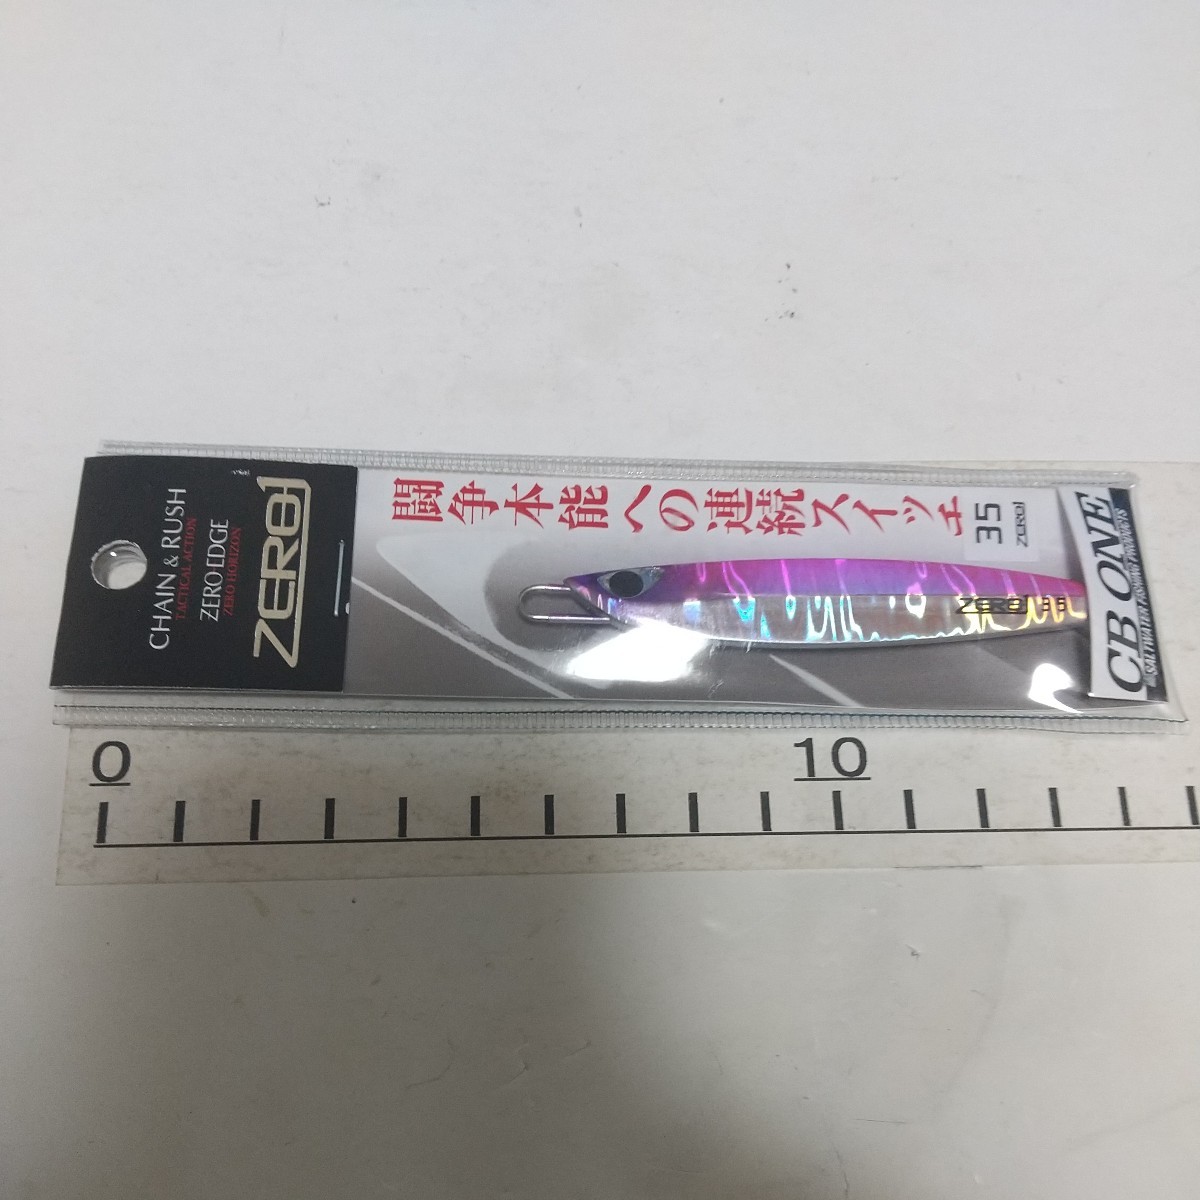 CHAIN & RUSH
TACTICAL ACTION
ZERO EDGE
ZERO HORIZON
ZERO1
闘争本能への連続スイッチ
35
ZERO1
ZERO1 35
CB ONE
SALTWATER FISHING PRODUCTS
0
10